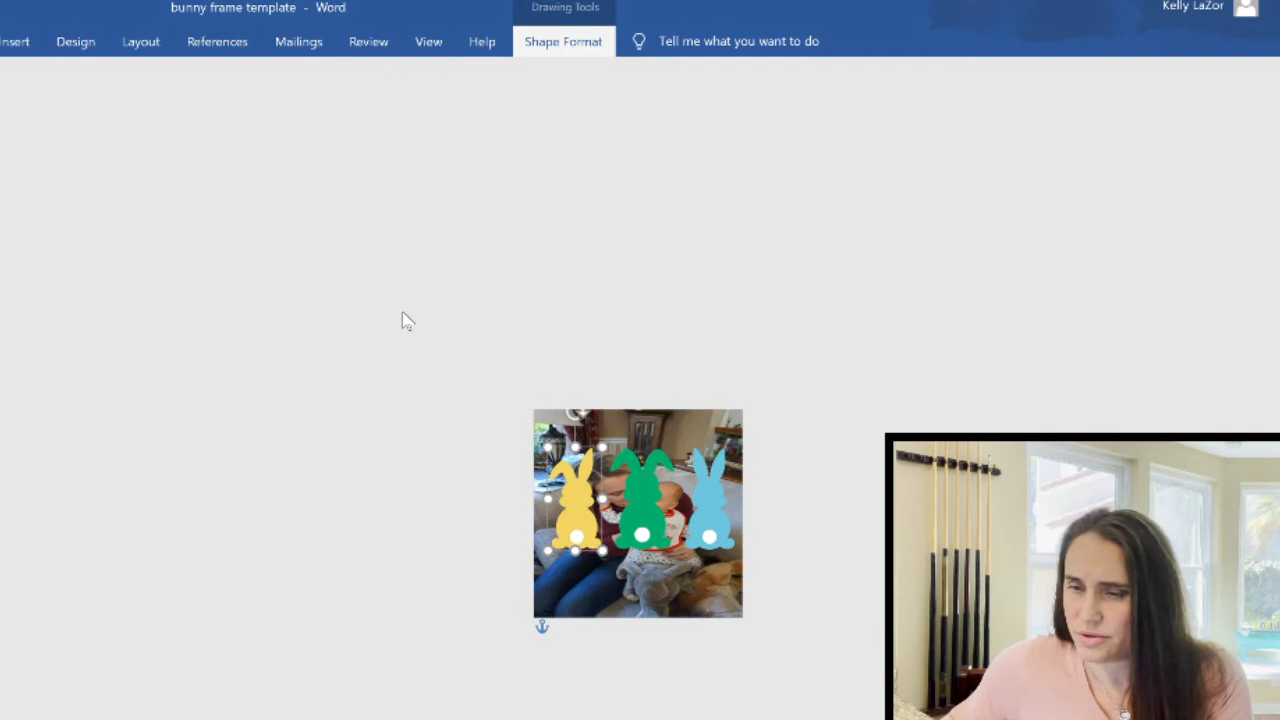 bunny frame template - Word
Drawing Tools
Kelly LaZor
nsert Design Layout References Mailings Review View Help Shape Format Tell me what you want to do